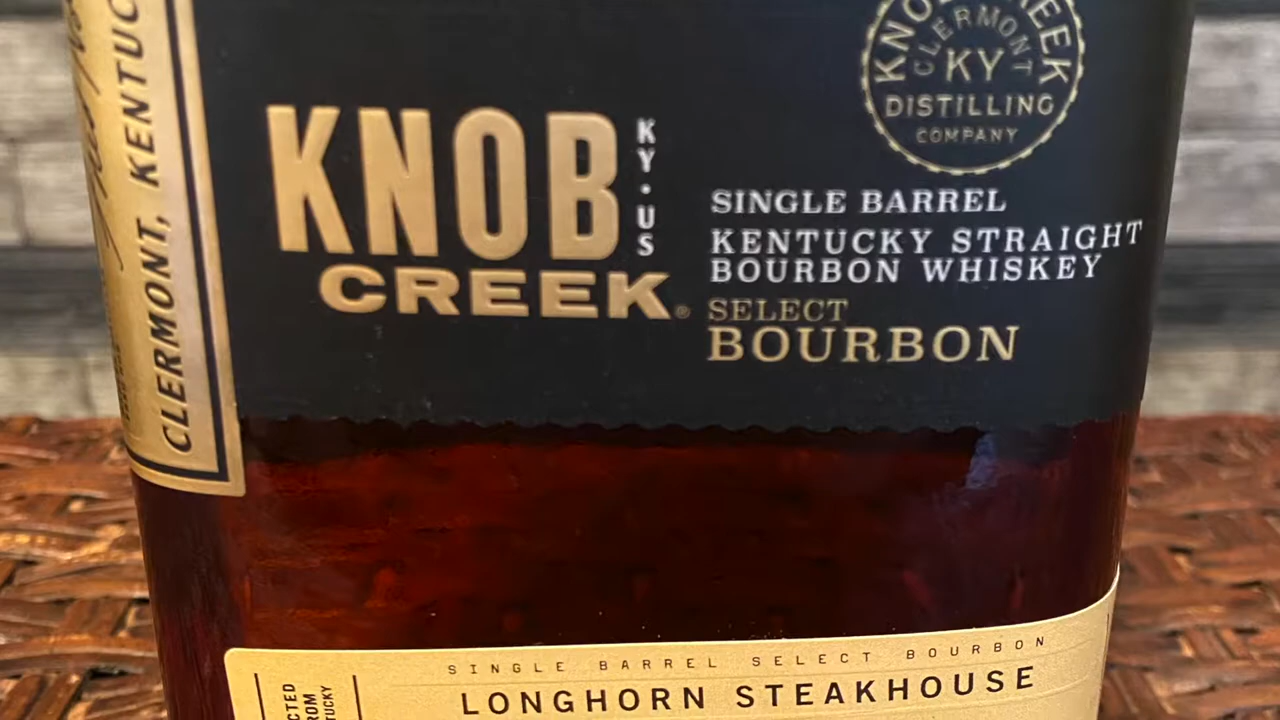 CLERMONT
KY
DISTILLING
COMPANY
KNOB
KY·US
CREEK®
SINGLE BARREL
KENTUCKY STRAIGHT
BOURBON WHISKEY
SELECT
BOURBON
CLERMONT,
SINGLE BARREL SELECT BOURBON
LONGHORN STEAKHOUSE